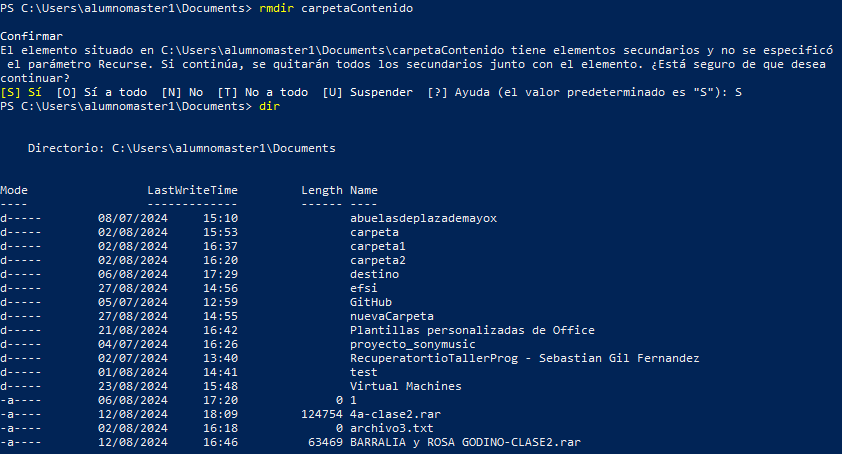 PS C:\Users\alumnomaster1\Documents> rmdir carpetaContenido
Confirmar
El elemento situado en C:\Users\alumnomaster1\Documents\carpetaContenido tiene elementos secundarios y no se especificó
 el parámetro Recurse. Si continúa, se quitarán todos los secundarios junto con el elemento. ¿Está seguro de que desea
continuar?
[S] Sí  [O] Sí a todo  [N] No  [T] No a todo  [U] Suspender  [?] Ayuda (el valor predeterminado es "S"): S
PS C:\Users\alumnomaster1\Documents> dir
    Directorio: C:\Users\alumnomaster1\Documents
Mode                 LastWriteTime         Length Name
----                 -------------         ------ ----
d-----        08/07/2024     15:10                abuelasdeplazademayox
d-----        02/08/2024     15:53                carpeta
d-----        02/08/2024     16:37                carpeta1
d-----        02/08/2024     16:20                carpeta2
d-----        06/08/2024     17:29                destino
d-----        27/08/2024     14:56                efsi
d-----        05/07/2024     12:59                GitHub
d-----        27/08/2024     14:55                nuevaCarpeta
d-----        21/08/2024     16:42                Plantillas personalizadas de Office
d-----        04/07/2024     16:26                proyecto_sonymusic
d-----        02/07/2024     13:40                RecuperatortioTallerProg - Sebastian Gil Fernandez
d-----        01/08/2024     14:41                test
d-----        23/08/2024     15:48                Virtual Machines
-a----        06/08/2024     17:20              0 1
-a----        12/08/2024     18:09         124754 4a-clase2.rar
-a----        02/08/2024     16:18              0 archivo3.txt
-a----        12/08/2024     16:46          63469 BARRALIA y ROSA GODINO-CLASE2.rar